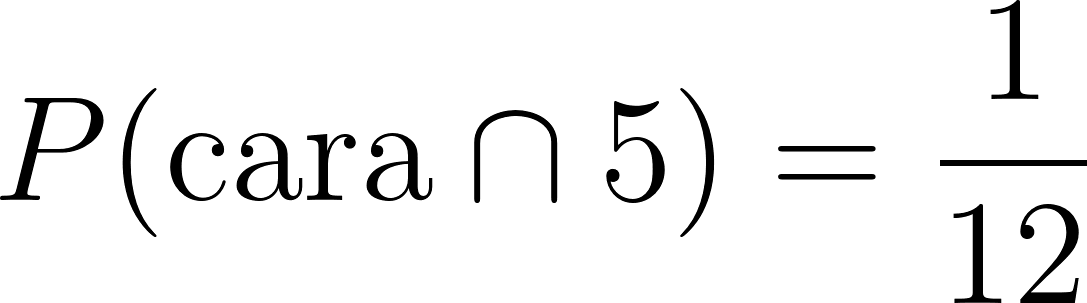 P(cara ∩ 5) = 1/12